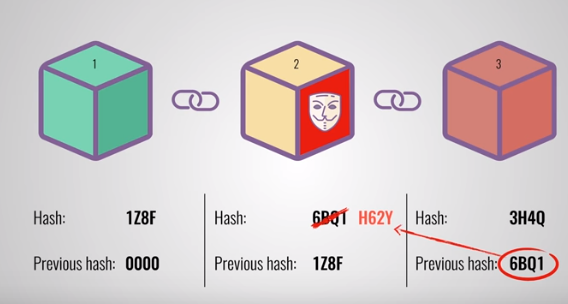 1
2
3
Hash: 1Z8F
Previous hash: 0000
Hash: 6BQ1 H62Y
Previous hash: 1Z8F
Hash: 3H4Q
Previous hash: 6BQ1